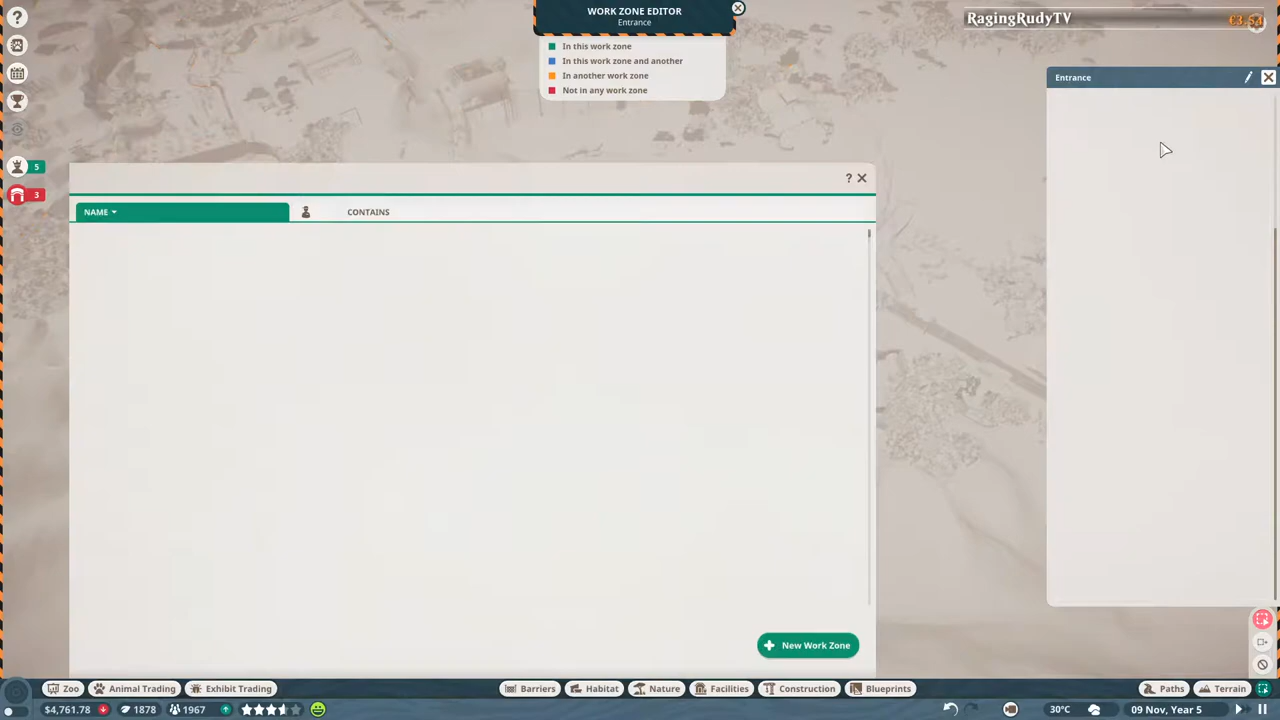 WORK ZONE EDITOR
Entrance
In this work zone
In this work zone and another
In another work zone
Not in any work zone
RagingRudyTV
€3.54
Entrance
5
3
NAME
CONTAINS
New Work Zone
Zoo
Animal Trading
Exhibit Trading
Barriers
Habitat
Nature
Facilities
Construction
Blueprints
Paths
Terrain
$4,761.78
1878
1967
30°C
09 Nov, Year 5